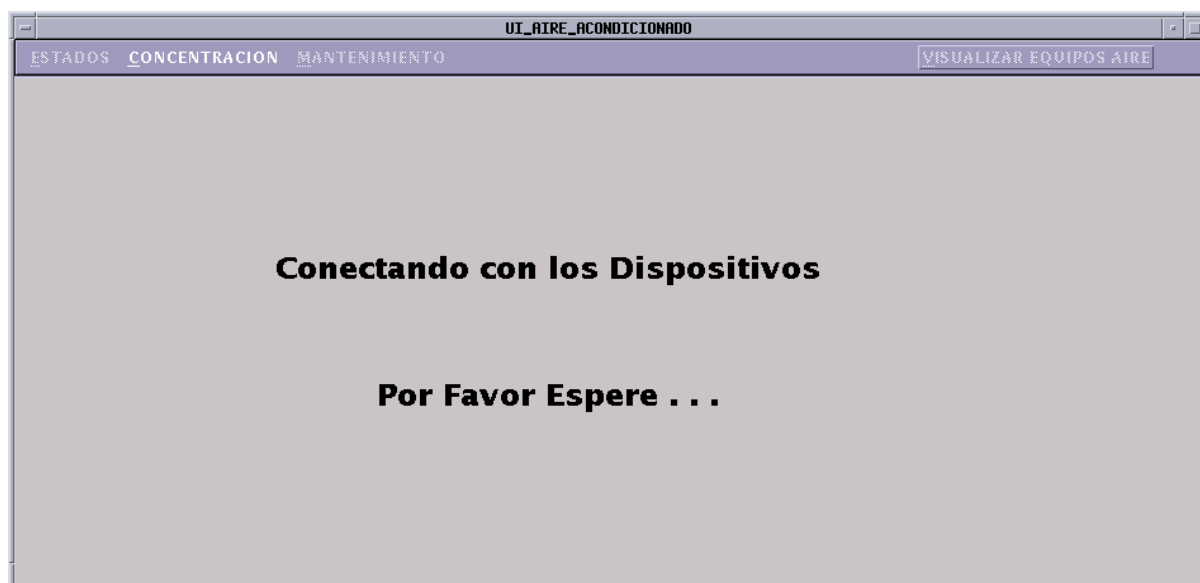 UI_AIRE_ACONDICIONADO
ESTADOS CONCENTRACION MANTENIMIENTO VISUALIZAR EQUIPOS AIRE
Conectando con los Dispositivos
Por Favor Espere . . .